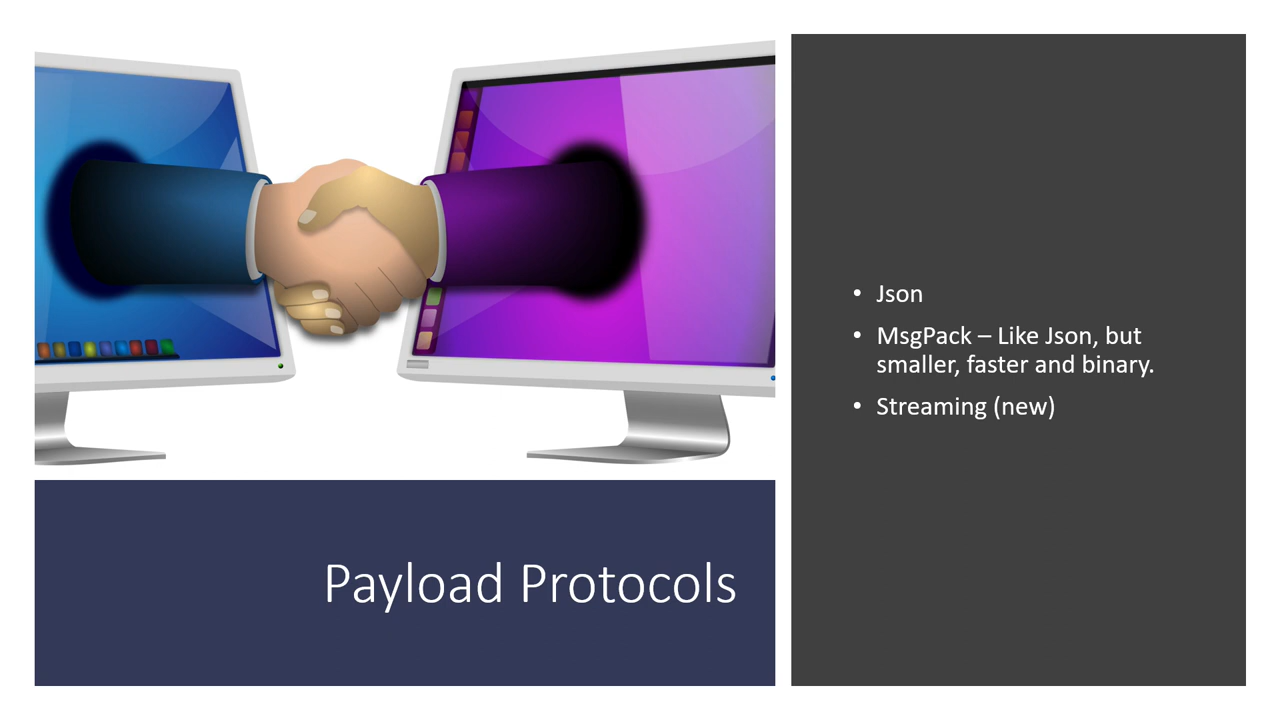 Json
MsgPack – Like Json, but
smaller, faster and binary.
Streaming (new)
Payload Protocols